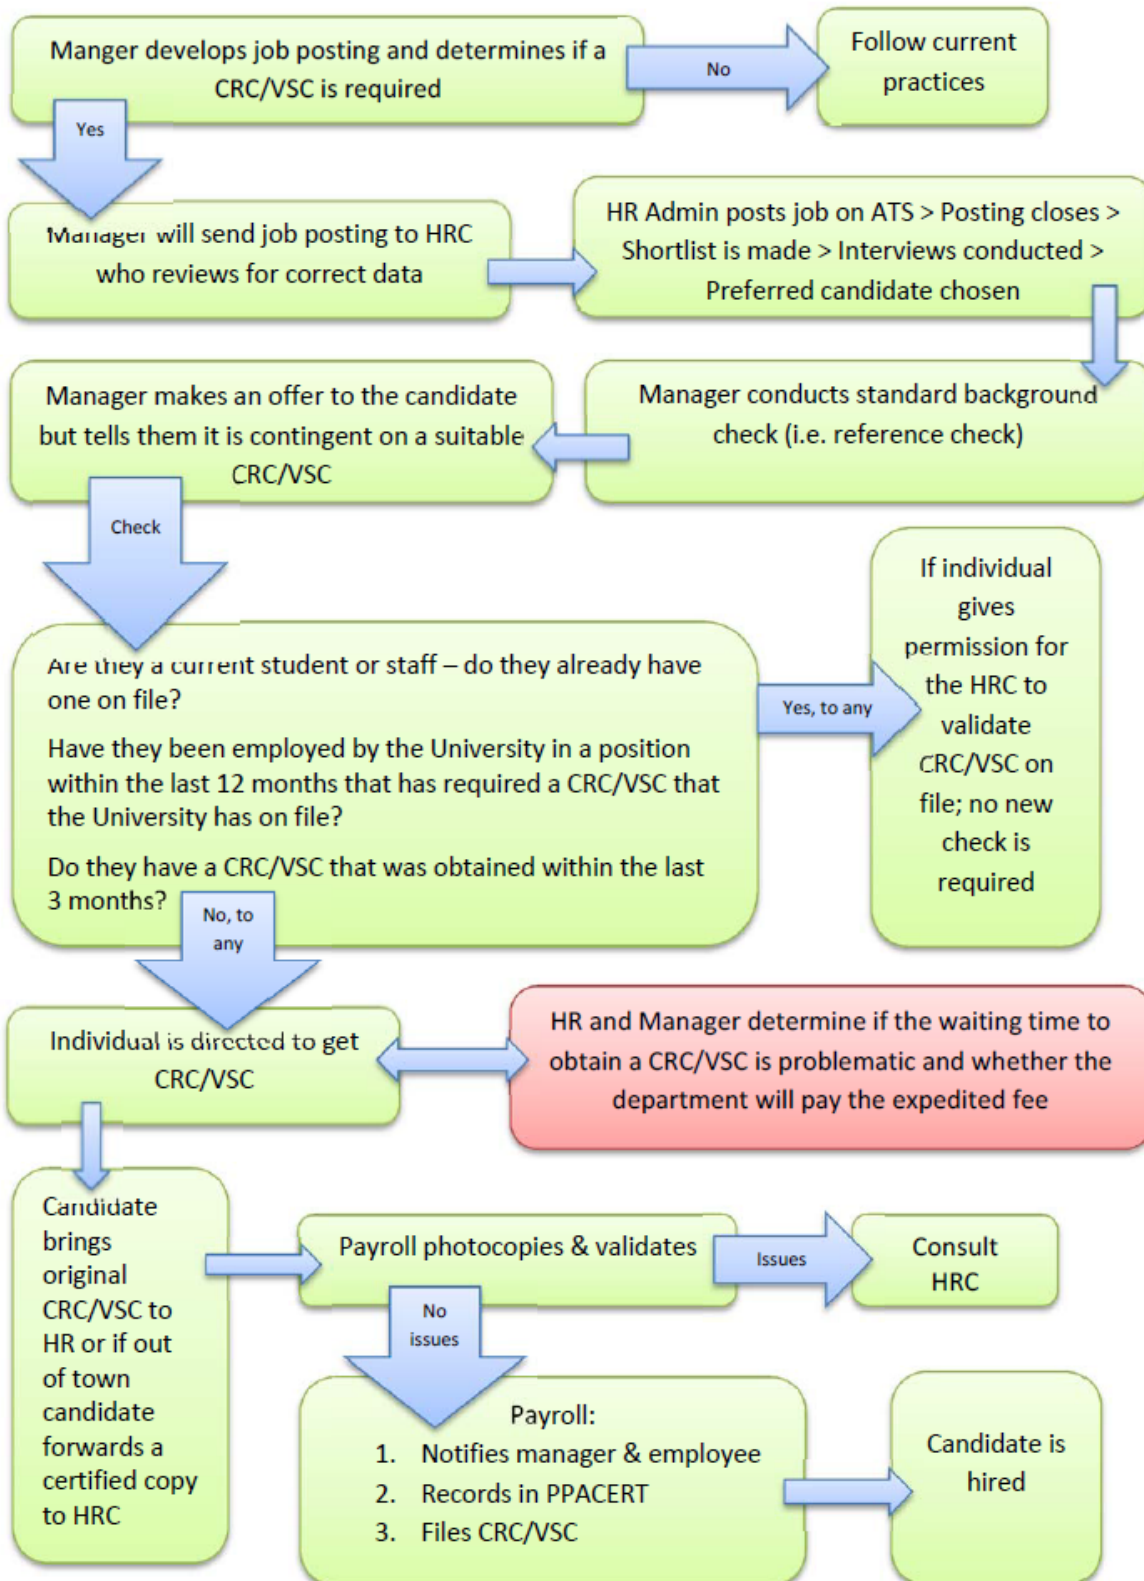 Manger develops job posting and determines if a
CRC/VSC is required
No
Follow current
practices
Yes
Manager will send job posting to HRC
who reviews for correct data
HR Admin posts job on ATS > Posting closes >
Shortlist is made > Interviews conducted >
Preferred candidate chosen
Manager conducts standard background
check (i.e. reference check)
Manager makes an offer to the candidate
but tells them it is contingent on a suitable
CRC/VSC
Check
Are they a current student or staff – do they already have
one on file?
Have they been employed by the University in a position
within the last 12 months that has required a CRC/VSC that
the University has on file?
Do they have a CRC/VSC that was obtained within the last
3 months?
Yes, to any
If individual
gives
permission for
the HRC to
validate
CRC/VSC on
file; no new
check is
required
No, to
any
Individual is directed to get
CRC/VSC
HR and Manager determine if the waiting time to
obtain a CRC/VSC is problematic and whether the
department will pay the expedited fee
Candidate
brings
original
CRC/VSC to
HR or if out
of town
candidate
forwards a
certified copy
to HRC
Payroll photocopies & validates
Issues
Consult
HRC
No
issues
Payroll:
1. Notifies manager & employee
2. Records in PPACERT
3. Files CRC/VSC
Candidate is
hired